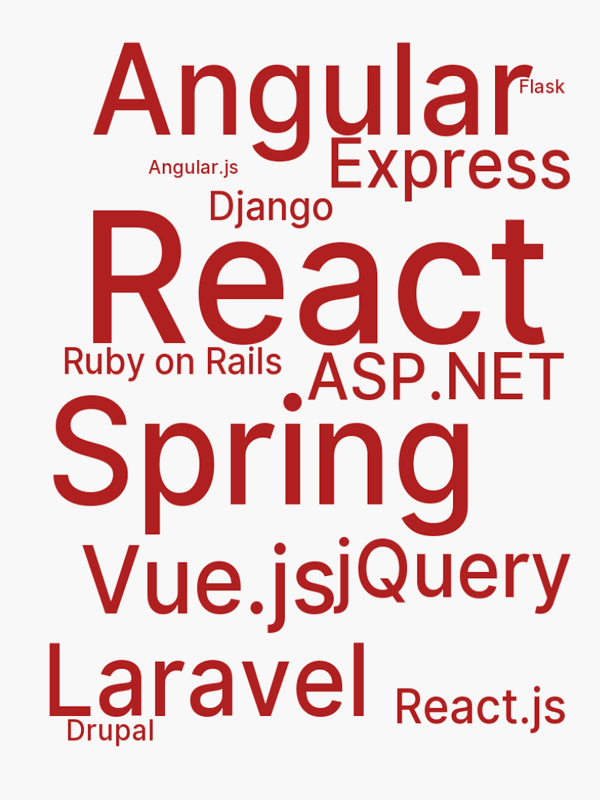 Angular
Flask
Express
Angular.js
Django
React
Ruby on Rails
ASP.NET
Spring
Vue.js
jQuery
Laravel
React.js
Drupal